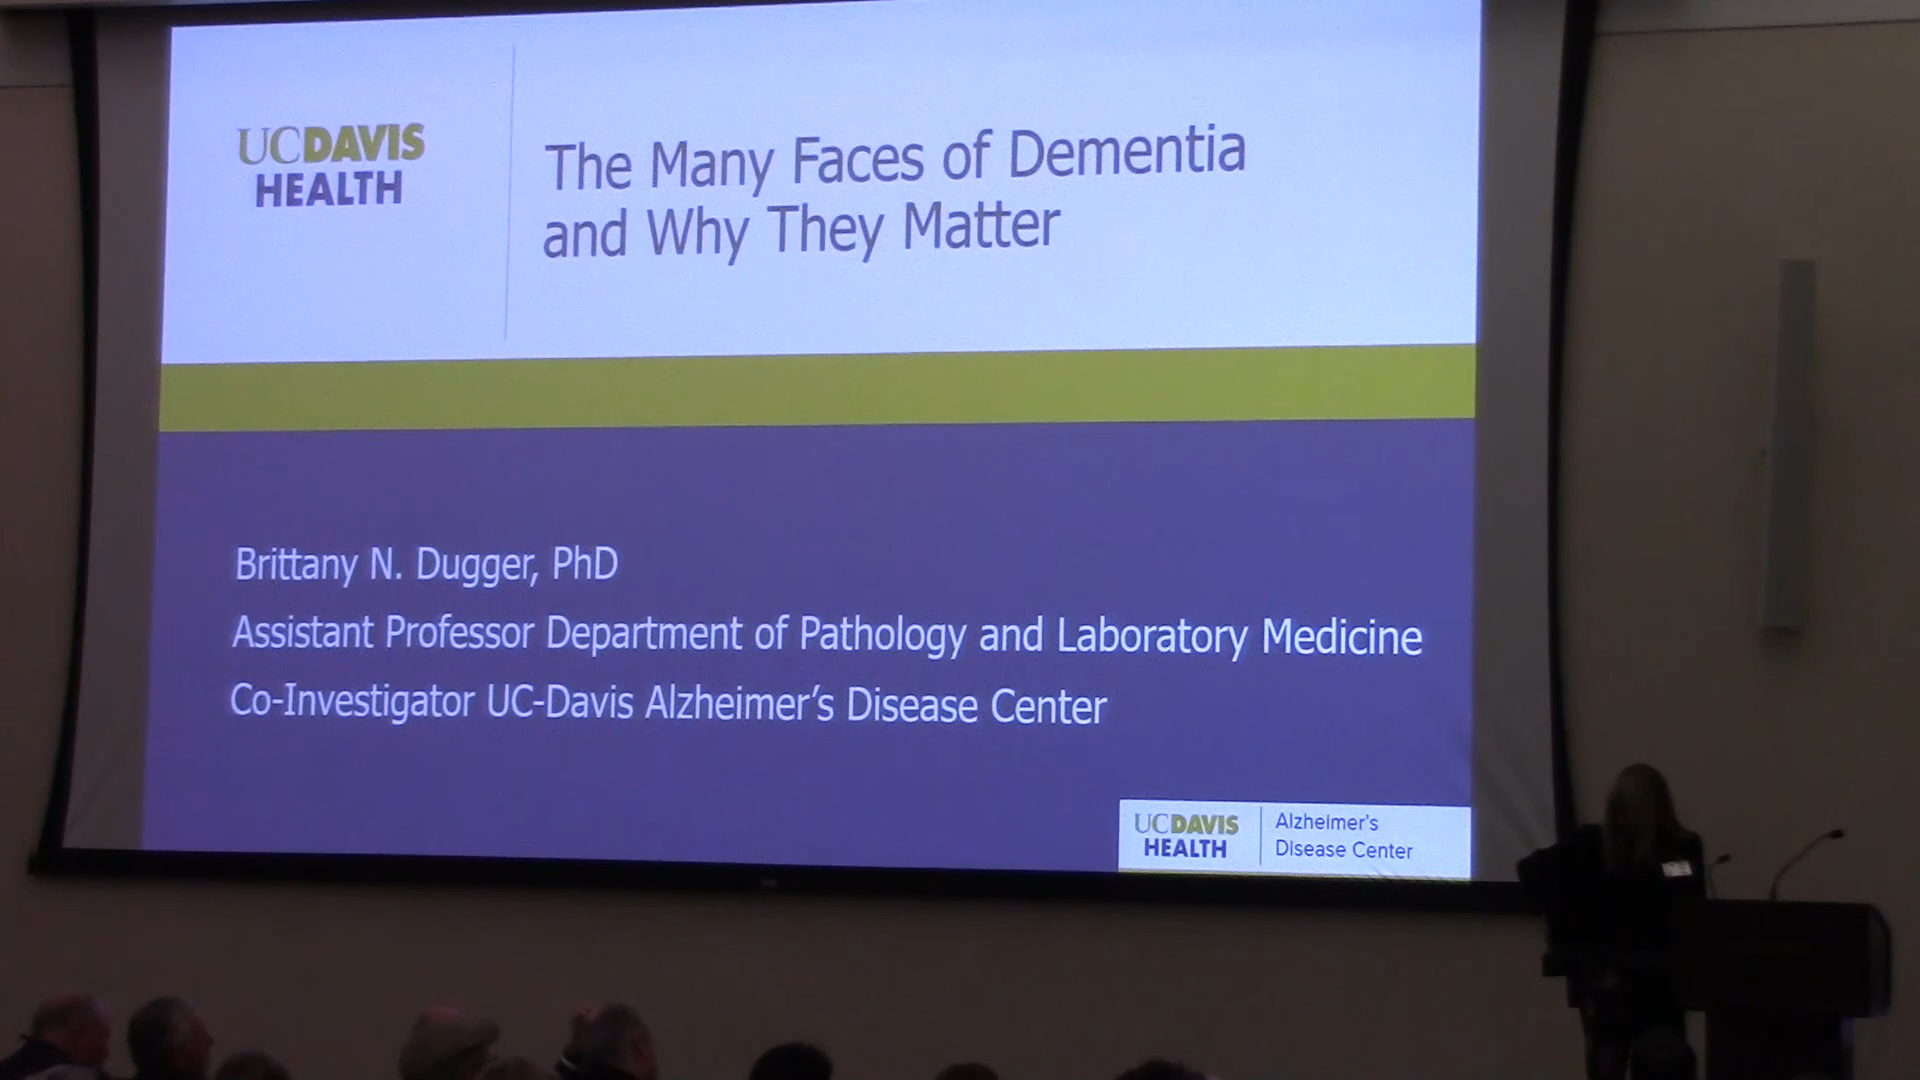 UCDAVIS
HEALTH
The Many Faces of Dementia
and Why They Matter
Brittany N. Dugger, PhD
Assistant Professor Department of Pathology and Laboratory Medicine
Co-Investigator UC-Davis Alzheimer’s Disease Center
UCDAVIS
HEALTH
Alzheimer's
Disease Center